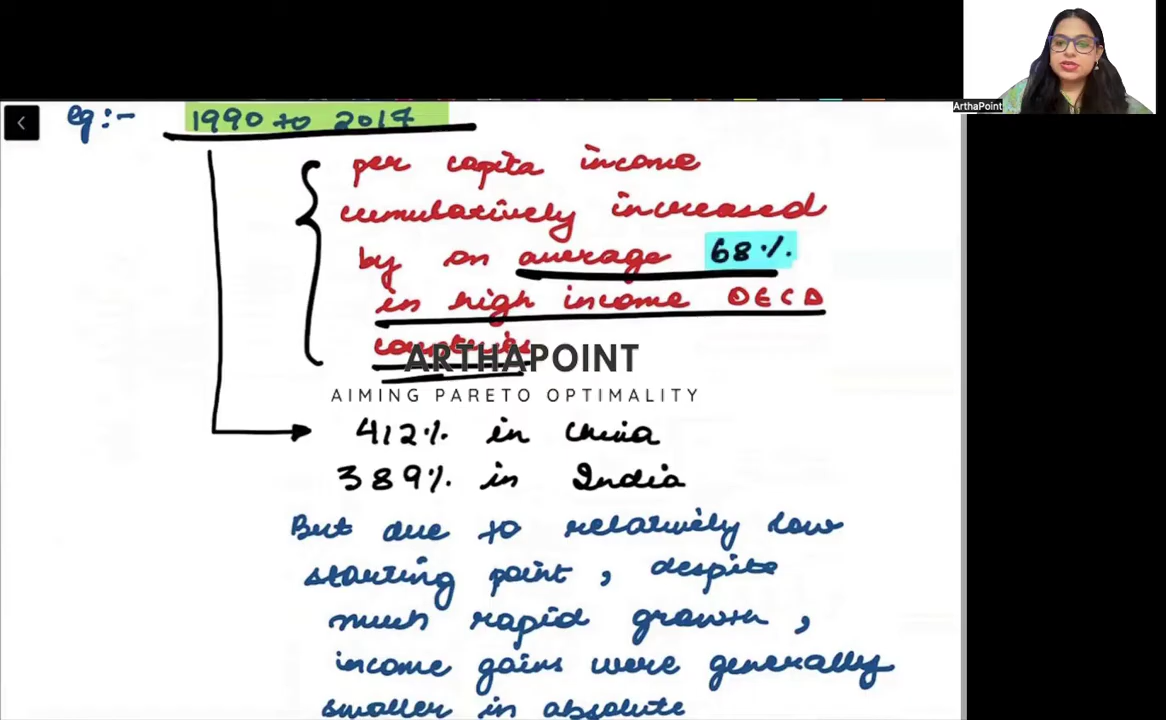 ArthaPoint
eg:- 1990 to 2017
per capita income
cumulatively increased
by on average 68%.
in high income OECD
countries
ARTHAPOINT
AIMING PARETO OPTIMALITY
412% in China
389% in India
But due to relatively low
starting point, despite
much rapid growth,
income gains were generally
smaller in absolute